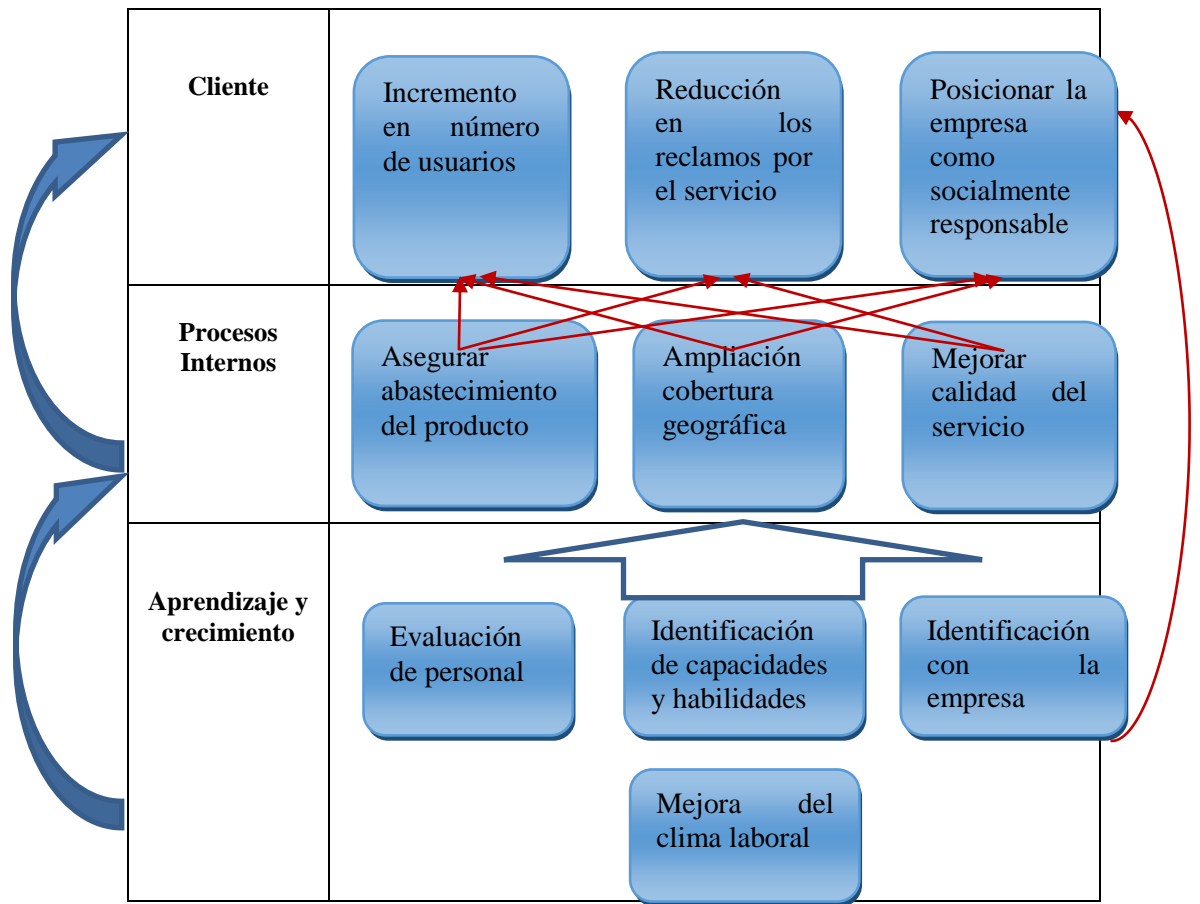 Cliente
Incremento
en número
de usuarios
Reducción
en los
reclamos por
el servicio
Posicionar la
empresa
como
socialmente
responsable
Procesos
Internos
Asegurar
abastecimiento
del producto
Ampliación
cobertura
geográfica
Mejorar
calidad del
servicio
Aprendizaje y
crecimiento
Evaluación
de personal
Identificación
de capacidades
y habilidades
Identificación
con la
empresa
Mejora del
clima laboral